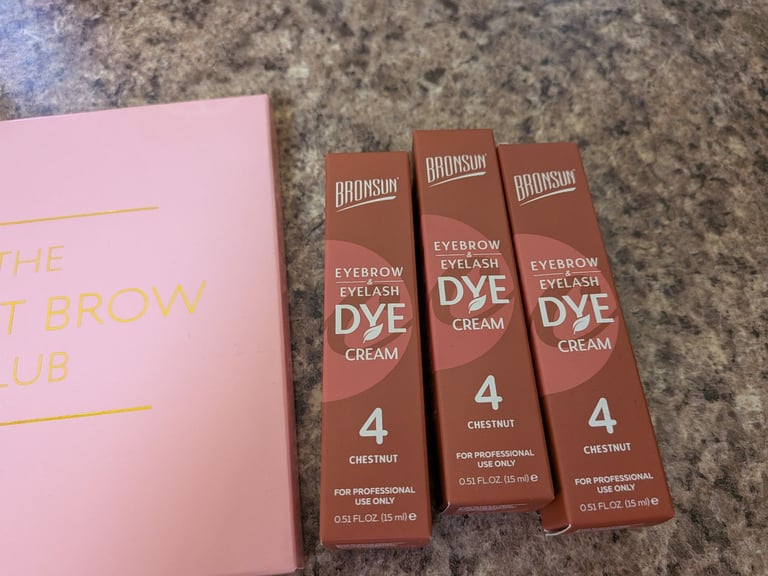 THE
T BROW
LUB
BRONSUN
EYEBROW
&
EYELASH
DYE
CREAM
4
CHESTNUT
FOR PROFESSIONAL
USE ONLY
0.51 FL.OZ. (15 ml) e
BRONSUN
EYEBROW
&
EYELASH
DYE
CREAM
4
CHESTNUT
FOR PROFESSIONAL
USE ONLY
0.51 FL.OZ. (15 ml) e
BRONSUN
EYEBROW
&
EYELASH
DYE
CREAM
4
CHESTNUT
FOR PROFESSIONAL
USE ONLY
0.51 FL.OZ. (15 ml) e